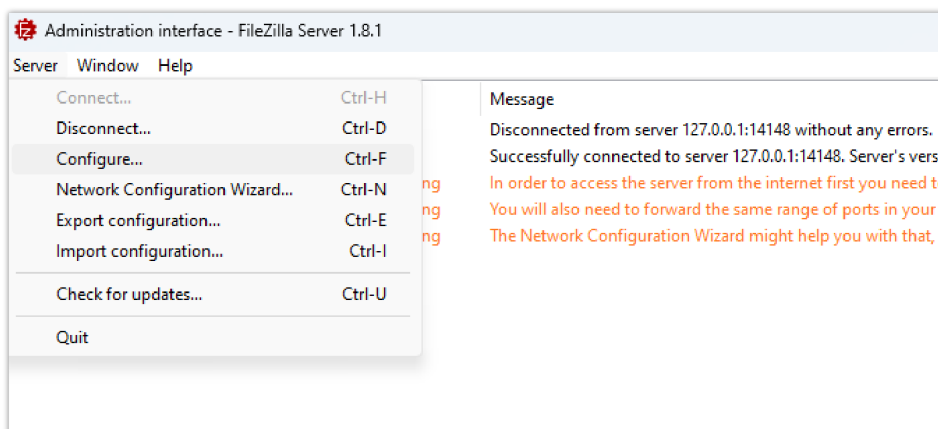 Administration interface - FileZilla Server 1.8.1
Server Window Help
Connect... Ctrl-H
Disconnect... Ctrl-D
Configure... Ctrl-F
Network Configuration Wizard... Ctrl-N
Export configuration... Ctrl-E
Import configuration... Ctrl-I
Check for updates... Ctrl-U
Quit
Message
Disconnected from server 127.0.0.1:14148 without any errors.
Successfully connected to server 127.0.0.1:14148. Server's vers
ng In order to access the server from the internet first you need t
ng You will also need to forward the same range of ports in your
ng The Network Configuration Wizard might help you with that,